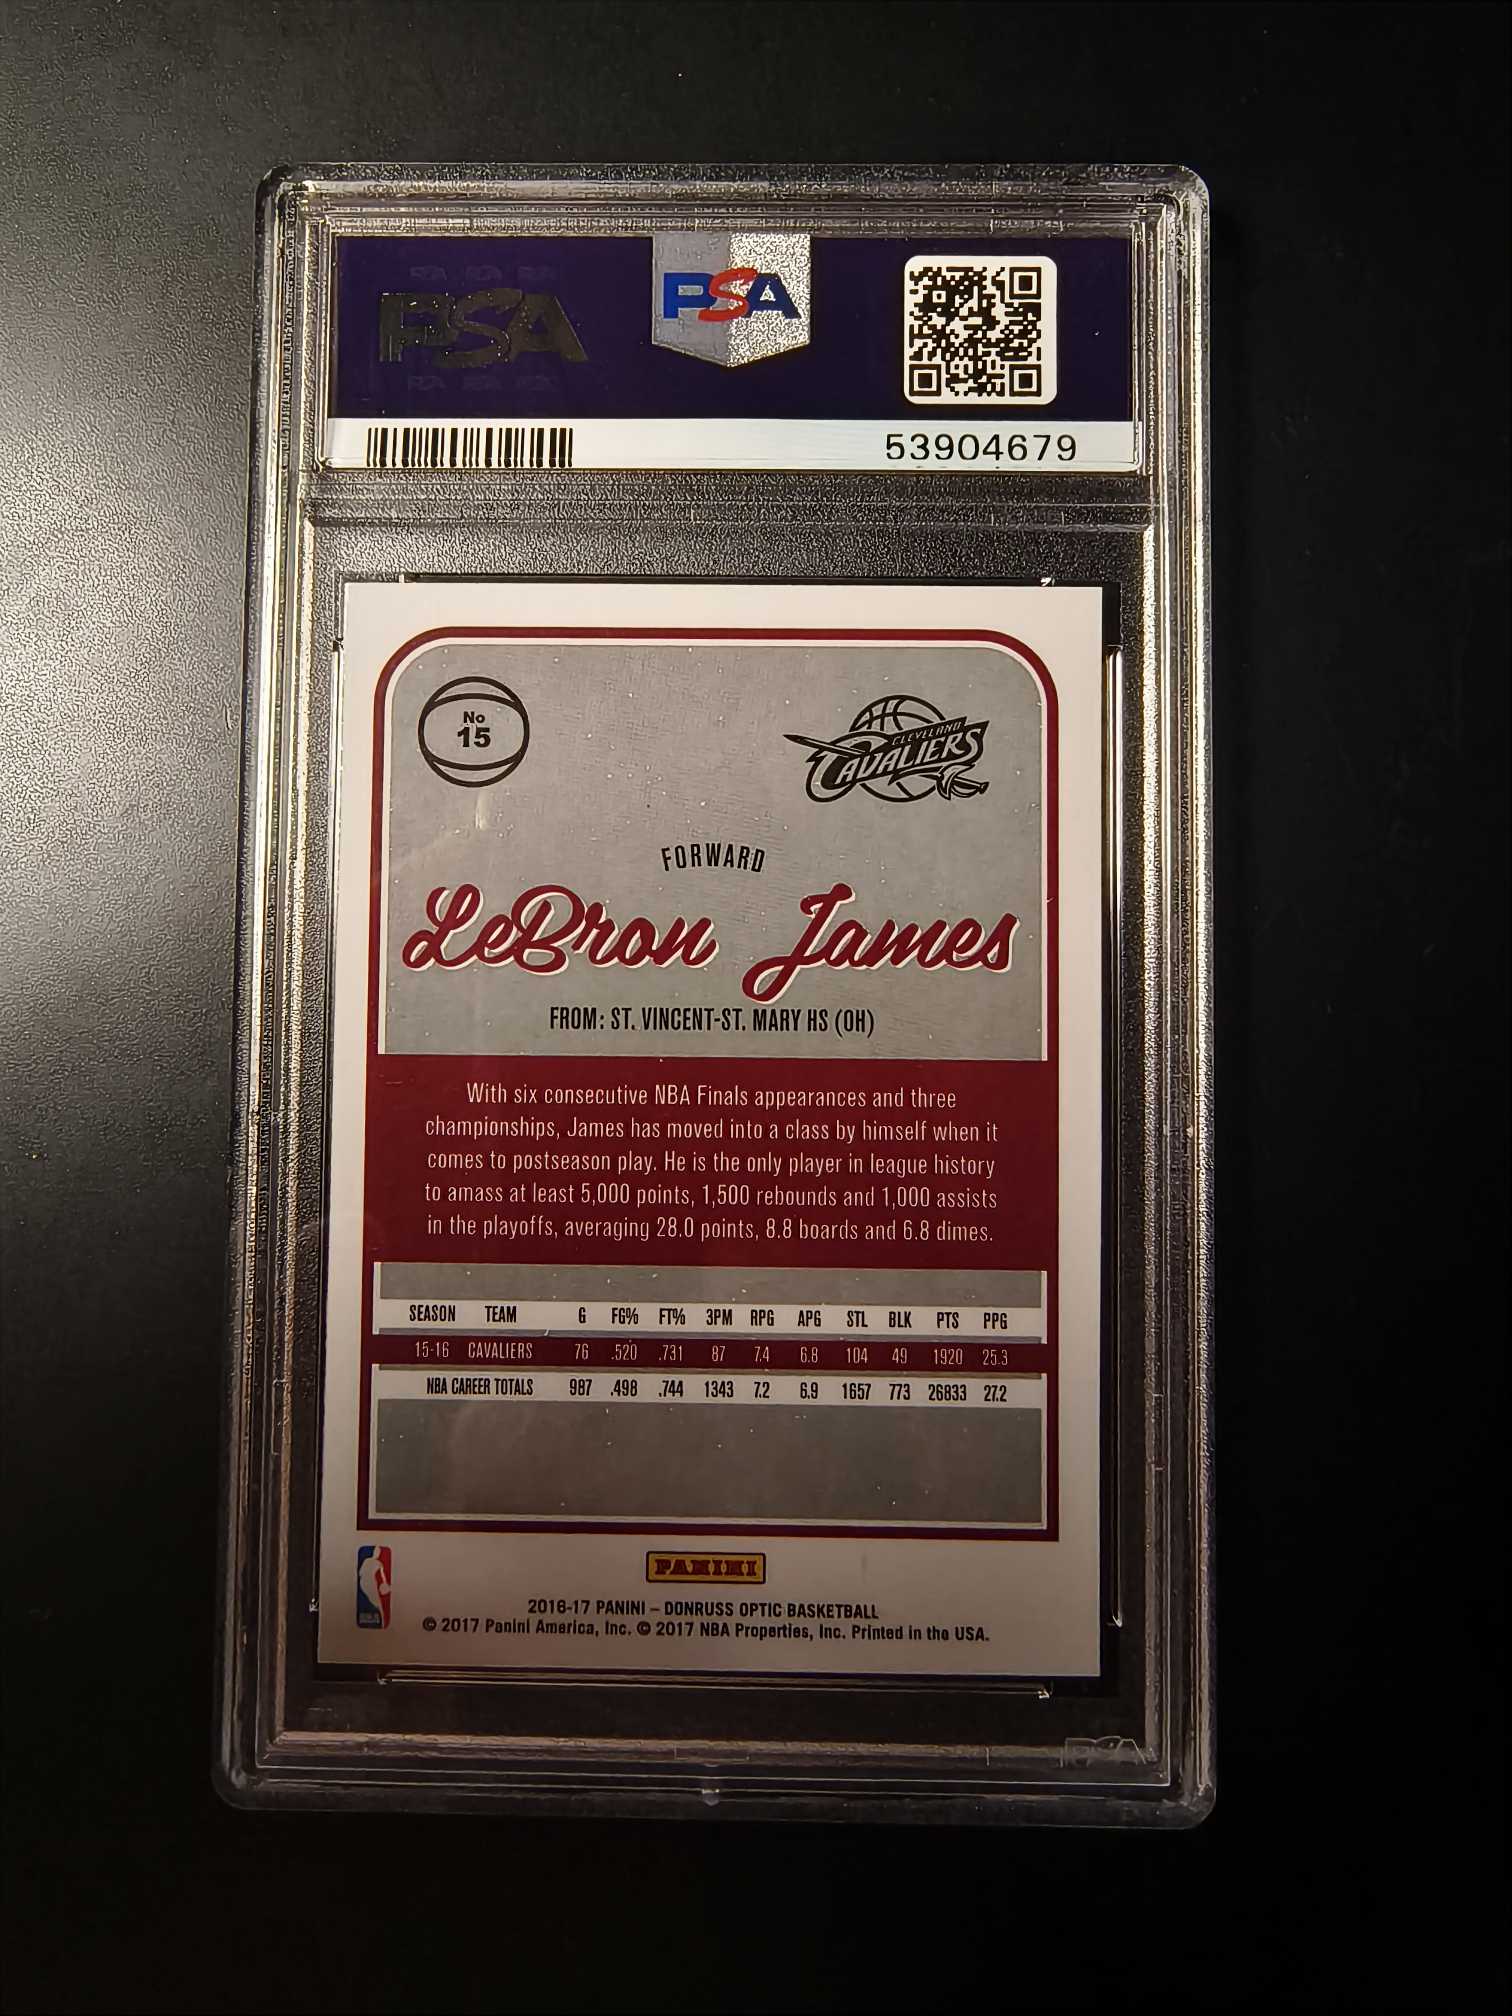 PSA
PSA
53904679
No
15
CLEVELAND
CAVALIERS
FORWARD
LeBron James
FROM: ST. VINCENT-ST. MARY HS (OH)
With six consecutive NBA Finals appearances and three
championships, James has moved into a class by himself when it
comes to postseason play. He is the only player in league history
to amass at least 5,000 points, 1,500 rebounds and 1,000 assists
in the playoffs, averaging 28.0 points, 8.8 boards and 6.8 dimes.
SEASON TEAM G FG% FT% 3PM RPG APG STL BLK PTS PPG
15-16 CAVALIERS 76 .520 .731 87 7.4 6.8 104 49 1920 25.3
NBA CAREER TOTALS 987 .498 .744 1343 7.2 6.9 1657 773 26833 27.2
PANINI
2016-17 PANINI – DONRUSS OPTIC BASKETBALL
© 2017 Panini America, Inc. © 2017 NBA Properties, Inc. Printed in the USA.
PSA